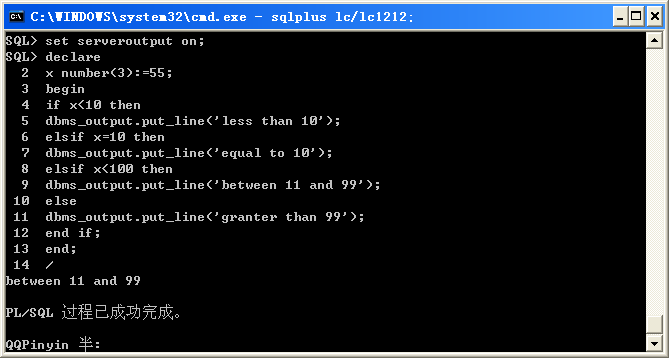 C:\WINDOWS\system32\cmd.exe - sqlplus lc/lc1212;
SQL> set serveroutput on;
SQL> declare
2 x number(3):=55;
3 begin
4 if x<10 then
5 dbms_output.put_line('less than 10');
6 elsif x=10 then
7 dbms_output.put_line('equal to 10');
8 elsif x<100 then
9 dbms_output.put_line('between 11 and 99');
10 else
11 dbms_output.put_line('granter than 99');
12 end if;
13 end;
14 /
between 11 and 99
PL/SQL 过程已成功完成。
QQPinyin 半: